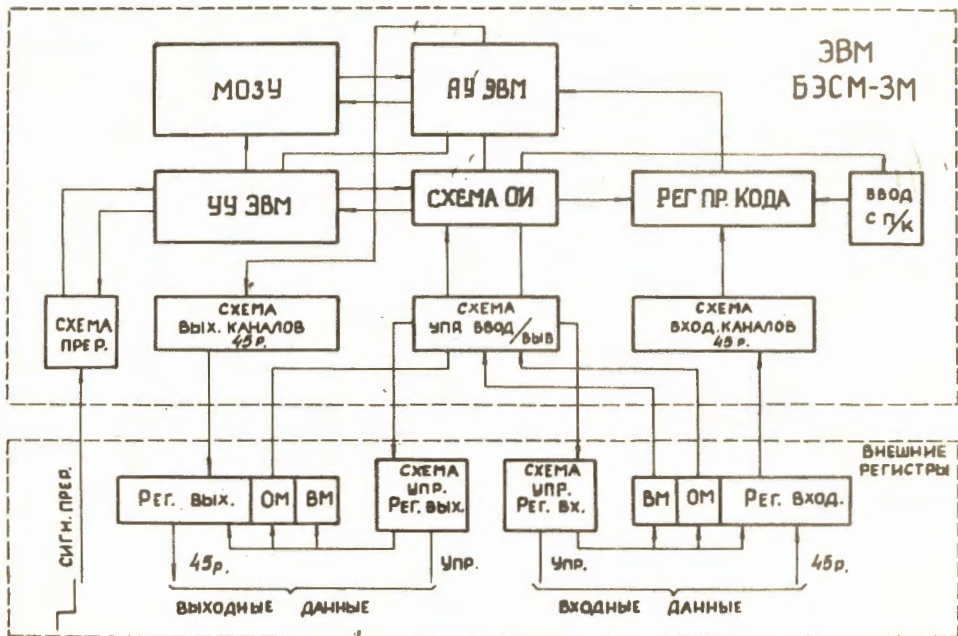 ЭВМ
БЭСМ-3М
МОЗУ
АУ ЭВМ
УУ ЭВМ
СХЕМА ОИ
РЕГ ПР. КОДА
ВВОД
С П/К
СХЕМА
ПРЕР.
СХЕМА
ВЫХ. КАНАЛОВ
45р.
СХЕМА
УПР. ВВОД/ВЫВ
СХЕМА
ВХОД. КАНАЛОВ
45р.
ВНЕШНИЕ
РЕГИСТРЫ
СИГН. ПРЕР.
РЕГ. ВЫХ.
ОМ
ВМ
СХЕМА
УПР.
РЕГ. ВЫХ.
СХЕМА
УПР.
РЕГ. ВХ.
ВМ
ОМ
РЕГ. ВХОД.
45р.
УПР.
УПР.
45р.
ВЫХОДНЫЕ ДАННЫЕ
ВХОДНЫЕ ДАННЫЕ